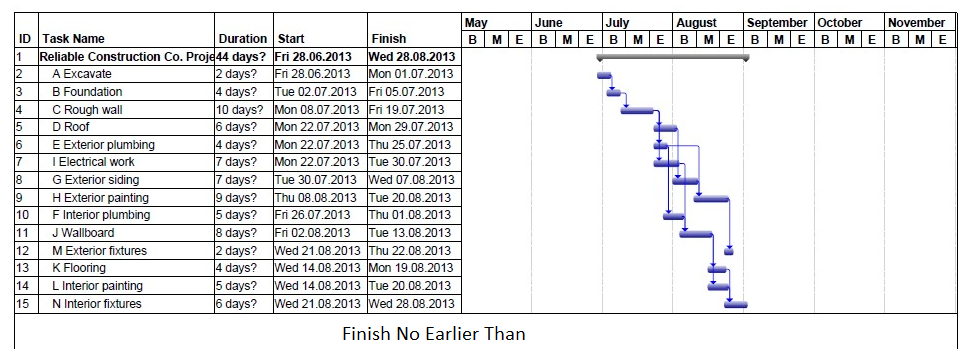 May June July August September October November
ID Task Name Duration Start Finish B M E B M E B M E B M E B M E B M E B M E
1 Reliable Construction Co. Proje 44 days? Fri 28.06.2013 Wed 28.08.2013
2 A Excavate 2 days? Fri 28.06.2013 Mon 01.07.2013
3 B Foundation 4 days? Tue 02.07.2013 Fri 05.07.2013
4 C Rough wall 10 days? Mon 08.07.2013 Fri 19.07.2013
5 D Roof 6 days? Mon 22.07.2013 Mon 29.07.2013
6 E Exterior plumbing 4 days? Mon 22.07.2013 Thu 25.07.2013
7 I Electrical work 7 days? Mon 22.07.2013 Tue 30.07.2013
8 G Exterior siding 7 days? Tue 30.07.2013 Wed 07.08.2013
9 H Exterior painting 9 days? Thu 08.08.2013 Tue 20.08.2013
10 F Interior plumbing 5 days? Fri 26.07.2013 Thu 01.08.2013
11 J Wallboard 8 days? Fri 02.08.2013 Tue 13.08.2013
12 M Exterior fixtures 2 days? Wed 21.08.2013 Thu 22.08.2013
13 K Flooring 4 days? Wed 14.08.2013 Mon 19.08.2013
14 L Interior painting 5 days? Wed 14.08.2013 Tue 20.08.2013
15 N Interior fixtures 6 days? Wed 21.08.2013 Wed 28.08.2013
Finish No Earlier Than